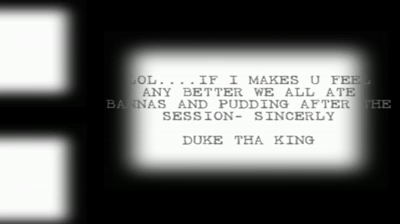 LOL....IF I MAKES U FEEL
ANY BETTER WE ALL ATE
BANNAS AND PUDDING AFTER THE
SESSION- SINCERLY
DUKE THA KING